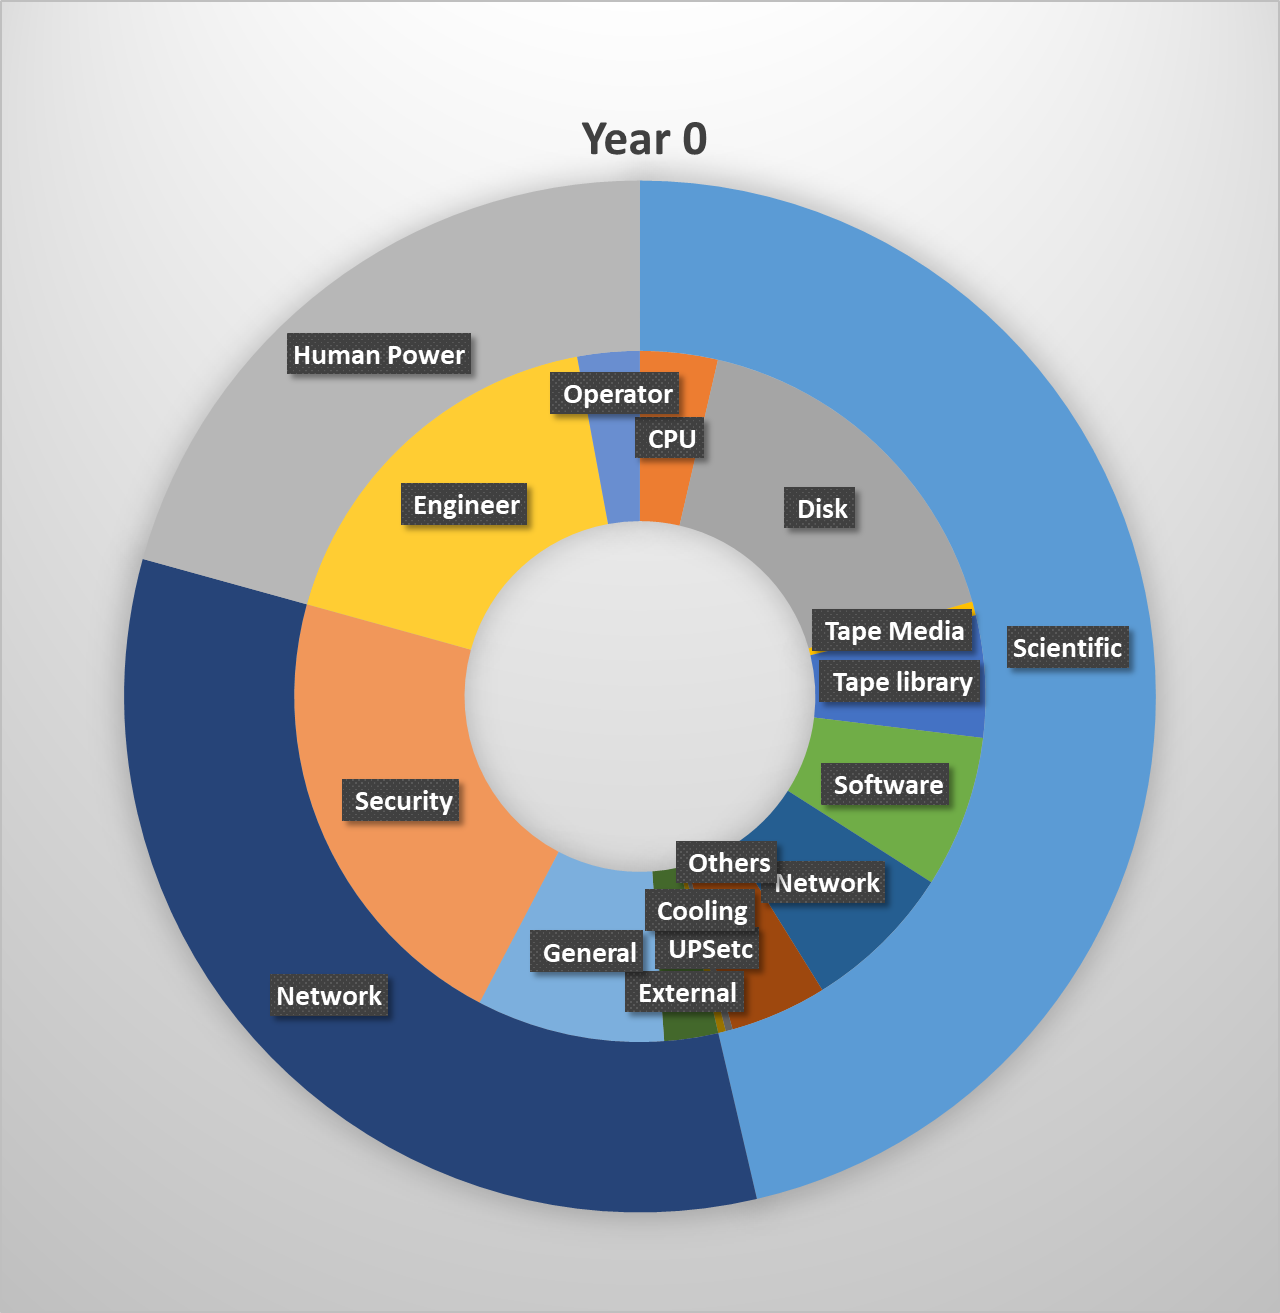 Year 0
Human Power
Operator
CPU
Engineer
Disk
Tape Media
Scientific
Tape library
Software
Security
Others
Network
Cooling
General
UPSetc
External
Network